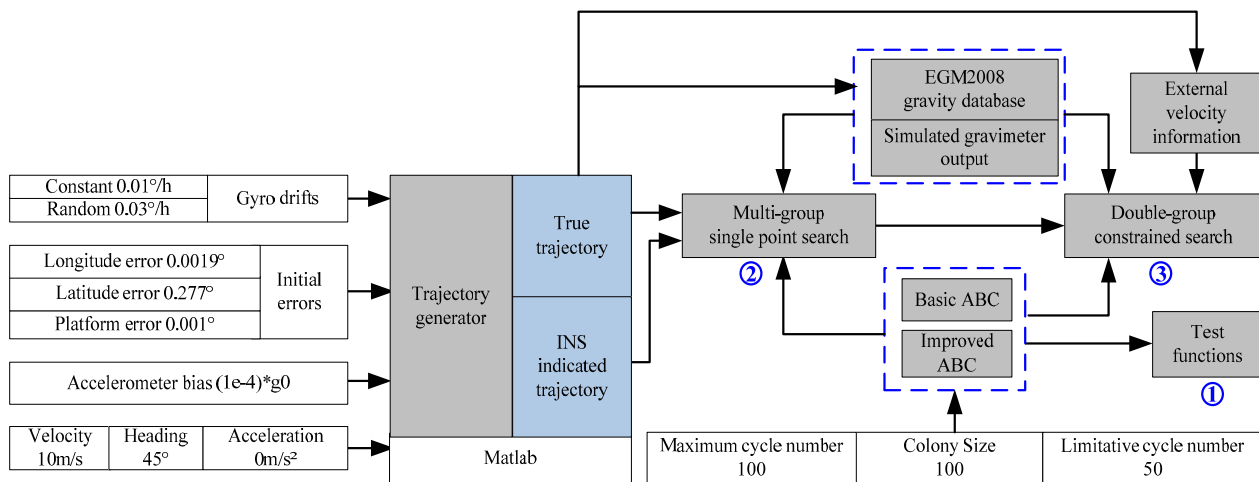 Constant 0.01°/h
Random 0.03°/h
Gyro drifts
Longitude error 0.0019°
Latitude error 0.277°
Platform error 0.001°
Initial
errors
Accelerometer bias (1e-4)*g0
Velocity
10m/s
Heading
45°
Acceleration
0m/s²
Trajectory
generator
True
trajectory
INS
indicated
trajectory
Matlab
EGM2008
gravity database
Simulated gravimeter
output
External
velocity
information
Multi-group
single point search
②
Double-group
constrained search
③
Basic ABC
Improved
ABC
Test
functions
①
Maximum cycle number
100
Colony Size
100
Limitative cycle number
50